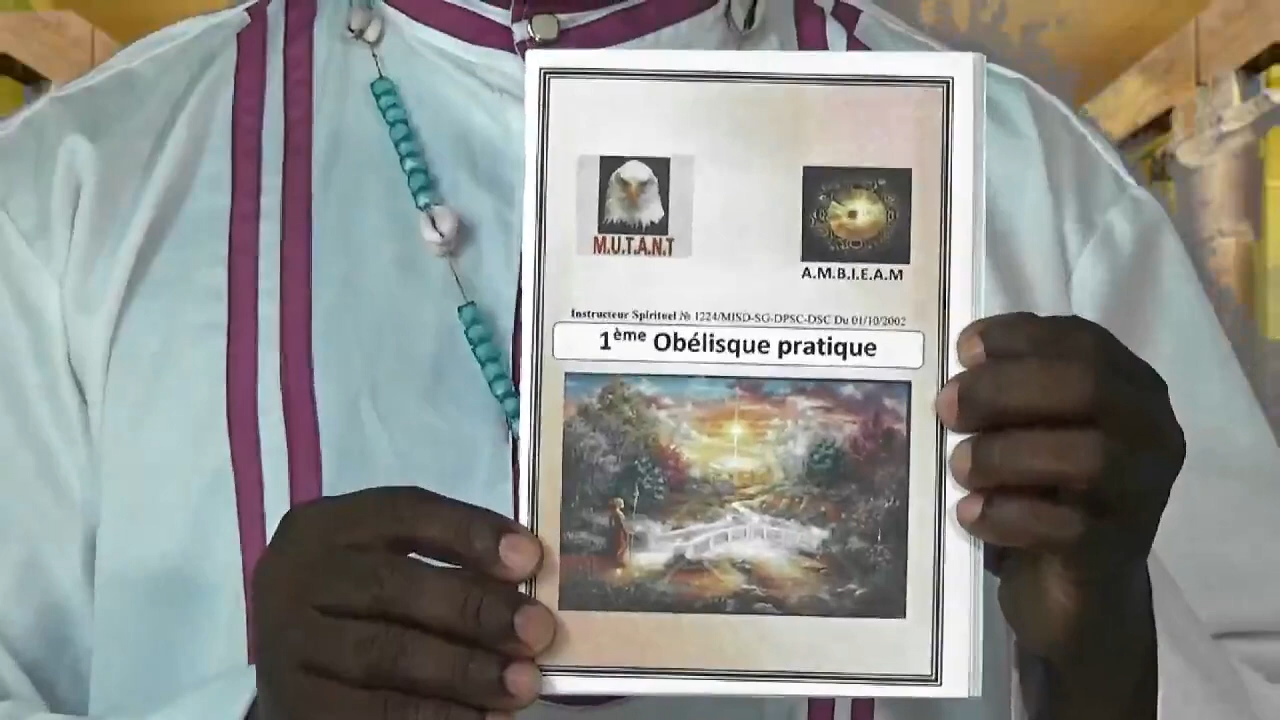 M.U.T.A.N.T
A.M.B.I.E.A.M
Instructeur Spirituel № 1224/MISD-SG-DPSC-DSC Du 01/10/2002
1ème Obélisque pratique